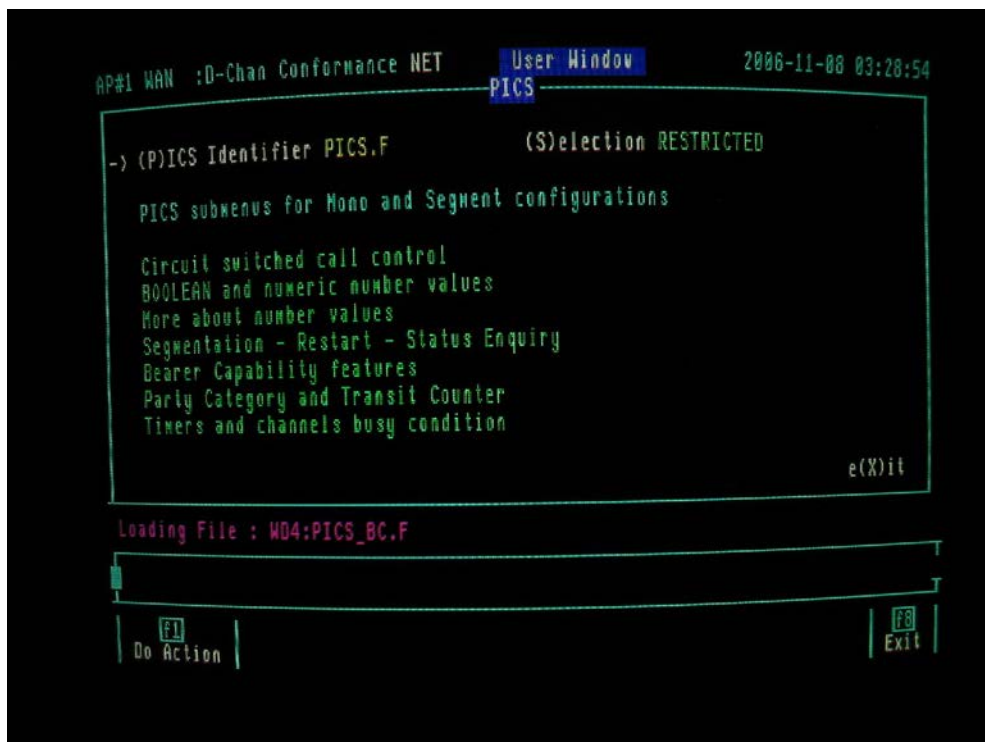 AP#1 WAN :D-Chan Conformance NET User Window 2006-11-08 03:28:54
PICS
-> (P)ICS Identifier PICS.F (S)election RESTRICTED
PICS submenus for Mono and Segment configurations
Circuit switched call control
BOOLEAN and numeric number values
More about number values
Segmentation - Restart - Status Enquiry
Bearer Capability features
Party Category and Transit Counter
Timers and channels busy condition
e(X)it
Loading File : WD4:PICS_BC.F
f1
Do Action
f8
Exit